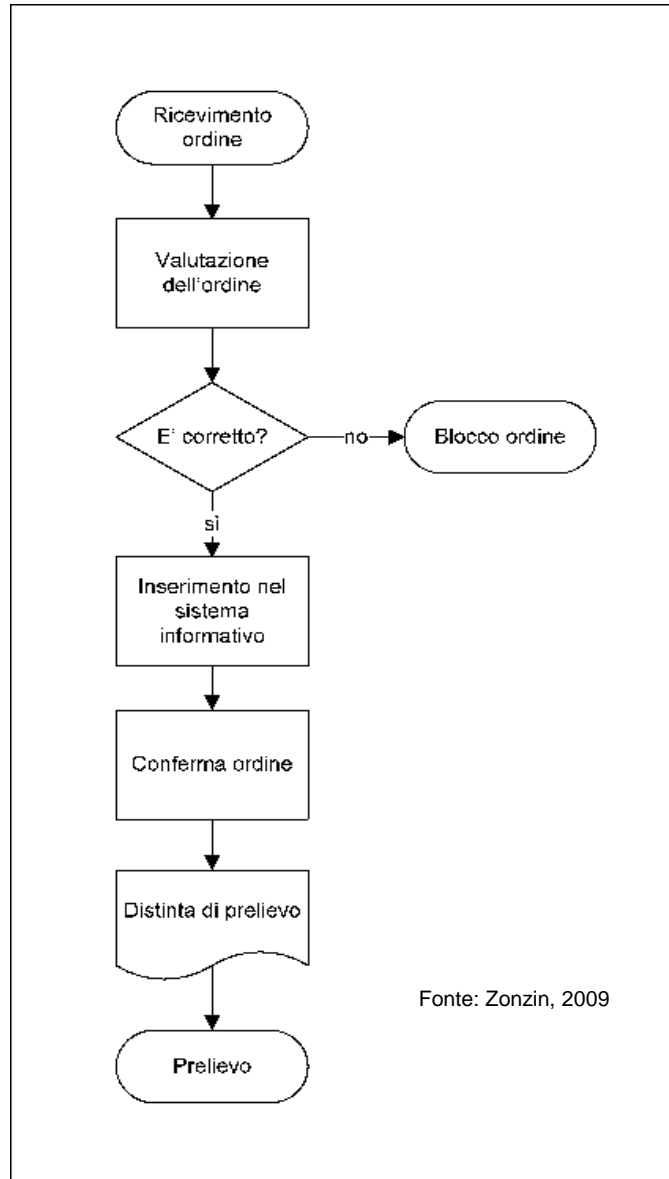 Ricevimento
ordine
Valutazione
dell'ordine
E' corretto?
no
Blocco ordine
sì
Inserimento nel
sistema
informativo
Conferma ordine
Distinta di prelievo
Fonte: Zonzin, 2009
Prelievo